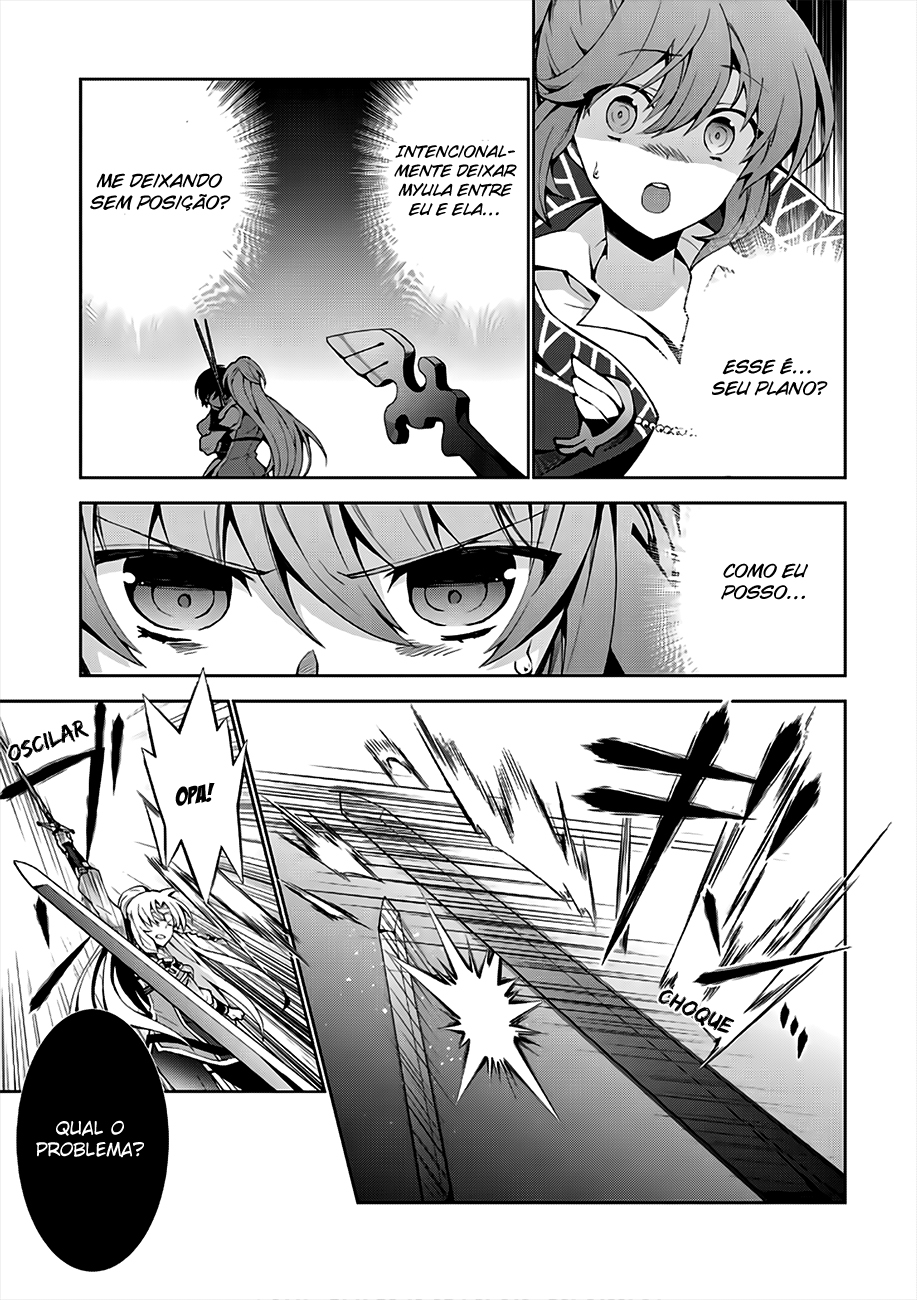 ESSE É...
SEU PLANO?
INTENCIONAL-
MENTE DEIXAR
MYULA ENTRE
EU E ELA...
ME DEIXANDO
SEM POSIÇÃO?
COMO EU
POSSO...
CHOQUE
OPA!
OSCILAR
QUAL O
PROBLEMA?